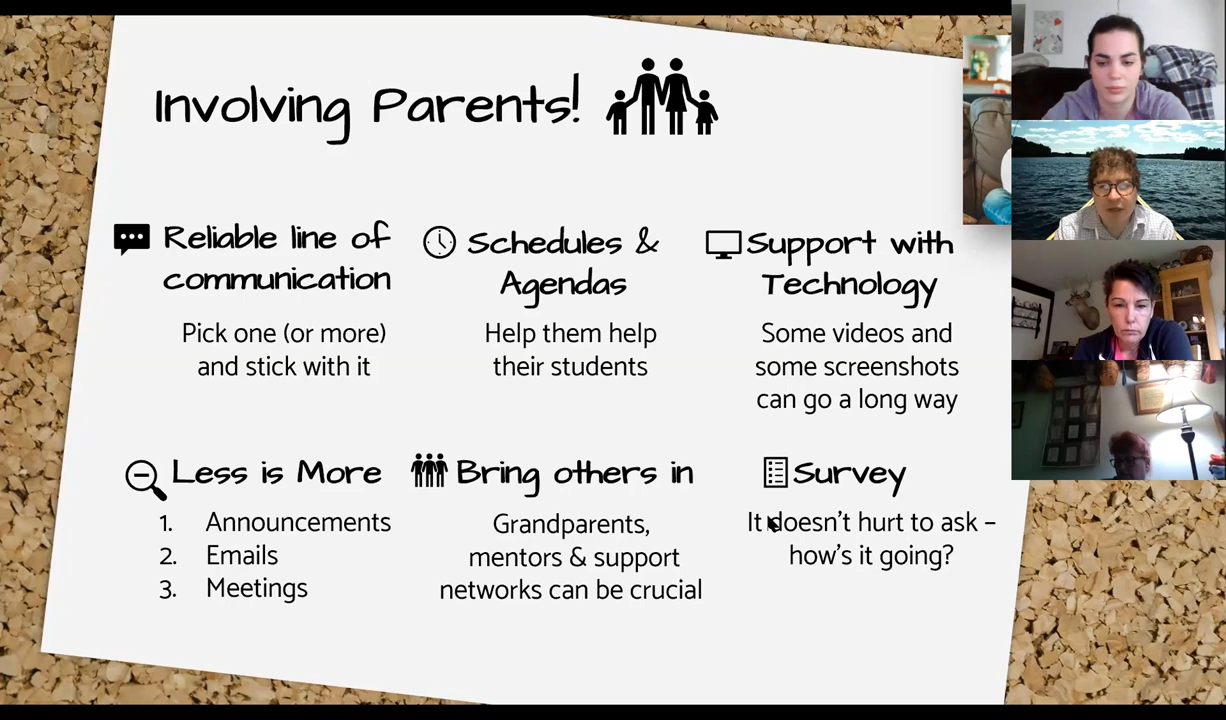 Involving Parents!
Reliable line of
communication
Pick one (or more)
and stick with it
Schedules &
Agendas
Help them help
their students
Support with
Technology
Some videos and
some screenshots
can go a long way
Less is More
1. Announcements
2. Emails
3. Meetings
Bring others in
Grandparents,
mentors & support
networks can be crucial
Survey
It doesn't hurt to ask –
how's it going?